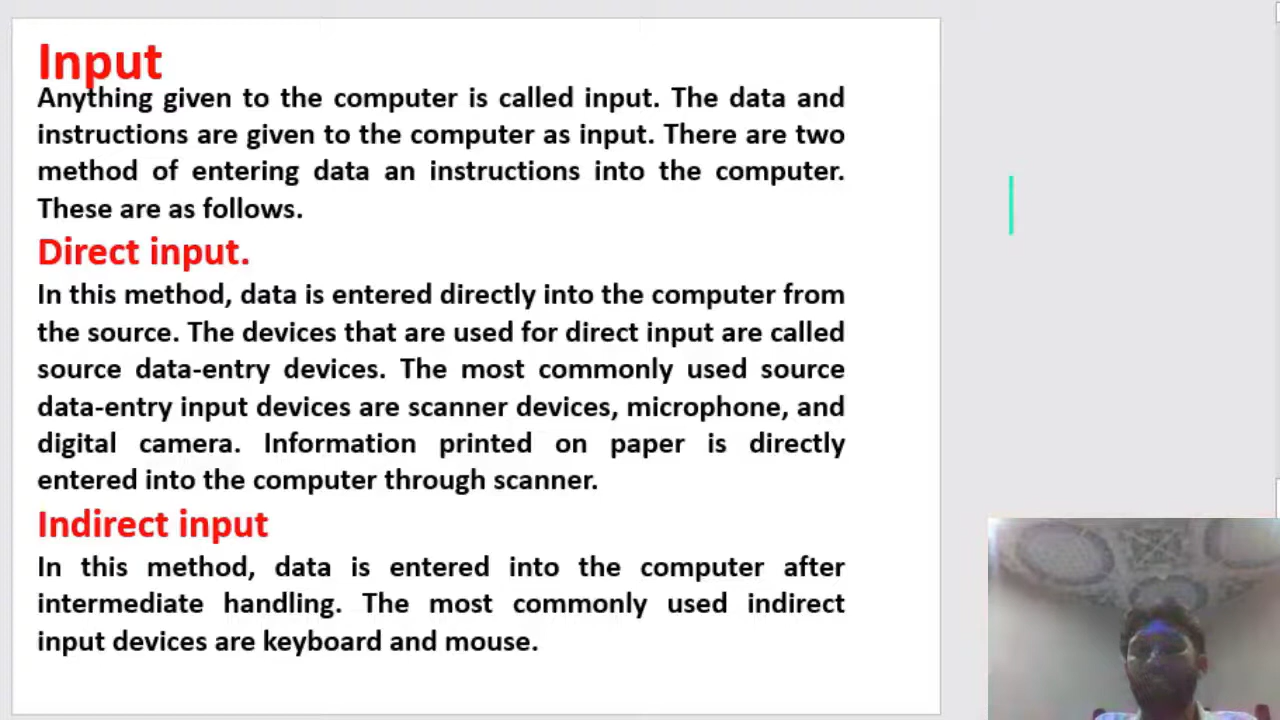 Input
Anything given to the computer is called input. The data and
instructions are given to the computer as input. There are two
method of entering data an instructions into the computer.
These are as follows.
Direct input.
In this method, data is entered directly into the computer from
the source. The devices that are used for direct input are called
source data-entry devices. The most commonly used source
data-entry input devices are scanner devices, microphone, and
digital camera. Information printed on paper is directly
entered into the computer through scanner.
Indirect input
In this method, data is entered into the computer after
intermediate handling. The most commonly used indirect
input devices are keyboard and mouse.